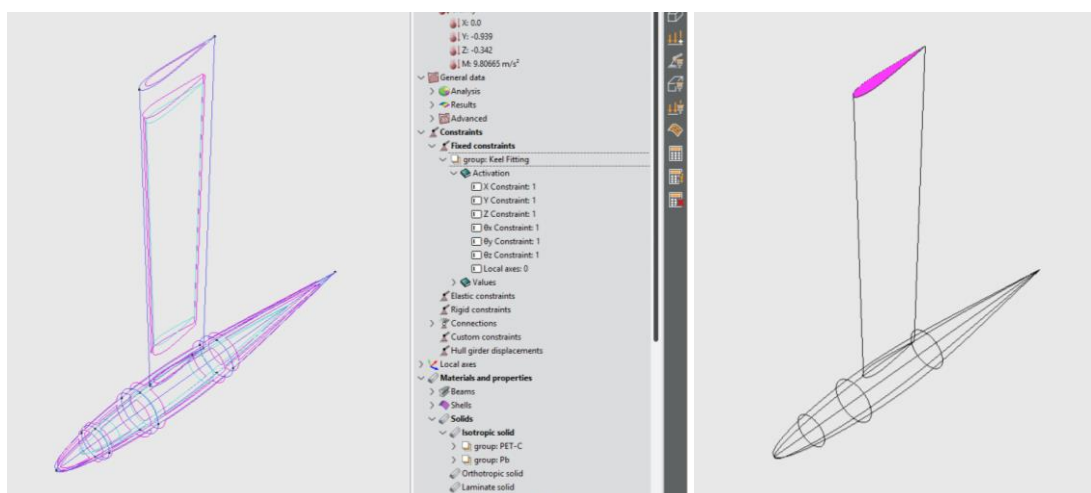 X: 0.0
Y: -0.939
Z: -0.342
M: 9.80665 m/s²
General data
Analysis
Results
Advanced
Constraints
Fixed constraints
group: Keel Fitting
Activation
X Constraint: 1
Y Constraint: 1
Z Constraint: 1
θx Constraint: 1
θy Constraint: 1
θz Constraint: 1
Local axes: 0
Values
Elastic constraints
Rigid constraints
Connections
Custom constraints
Hull girder displacements
Local axes
Materials and properties
Beams
Shells
Solids
Isotropic solid
group: PET-C
group: Pb
Orthotropic solid
Laminate solid